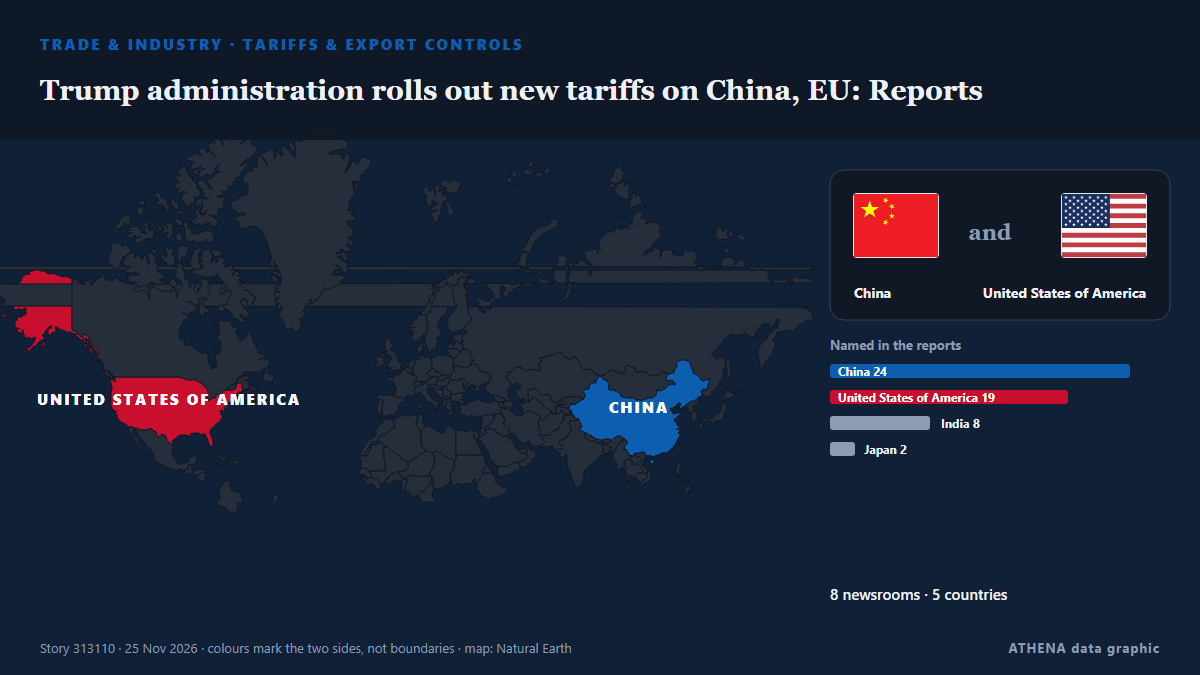 TRADE & INDUSTRY · TARIFFS & EXPORT CONTROLS
Trump administration rolls out new tariffs on China, EU: Reports
UNITED STATES OF AMERICA
CHINA
and
China
United States of America
Named in the reports
China 24
United States of America 19
India 8
Japan 2
8 newsrooms · 5 countries
Story 313110 · 25 Nov 2026 · colours mark the two sides, not boundaries · map: Natural Earth
ATHENA data graphic